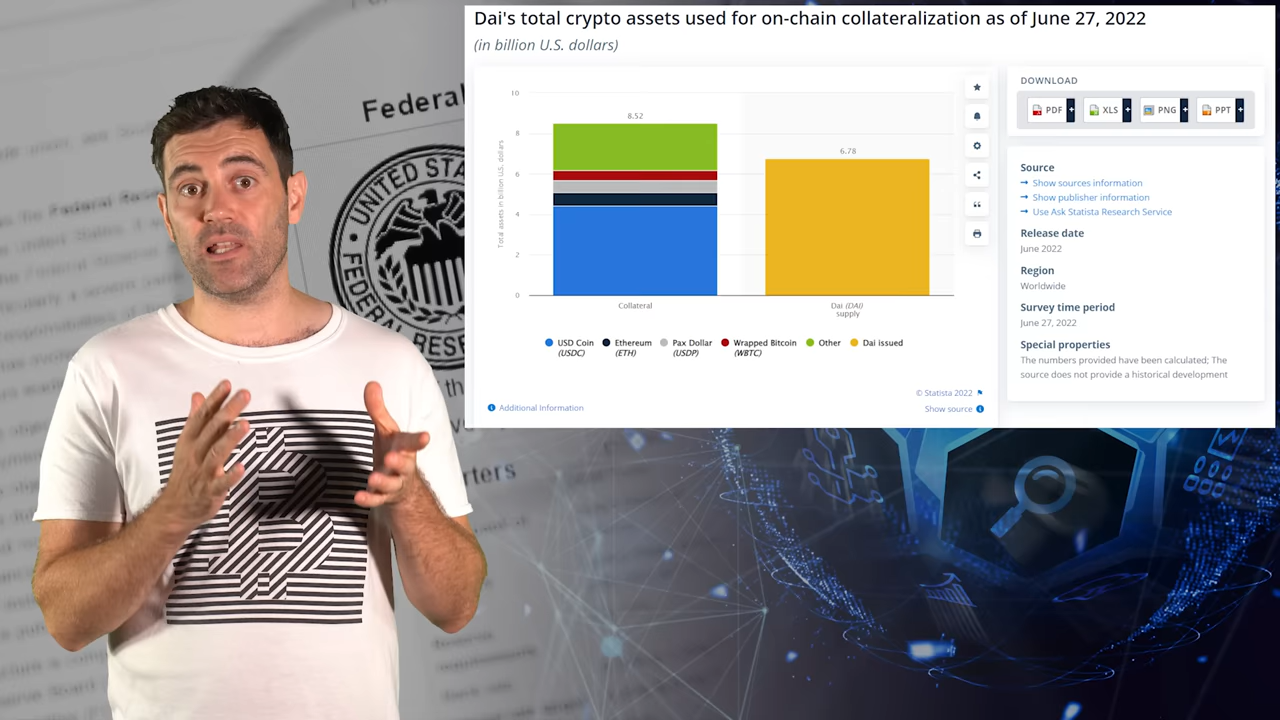 Dai's total crypto assets used for on-chain collateralization as of June 27, 2022
(in billion U.S. dollars)
Total assets in billion U.S. dollars
10
8
6
4
2
0
8.52
6.78
Collateral
Dai (DAI)
supply
USD Coin
(USDC)
Ethereum
(ETH)
Pax Dollar
(USDP)
Wrapped Bitcoin
(WBTC)
Other
Dai issued
© Statista 2022
Additional Information
Show source
DOWNLOAD
PDF + XLS + PNG + PPT +
Source
→ Show sources information
→ Show publisher information
→ Use Ask Statista Research Service
Release date
June 2022
Region
Worldwide
Survey time period
June 27, 2022
Special properties
The numbers provided have been calculated; The
source does not provide a historical development
Federal
UNITED STA
FEDERAL RESE